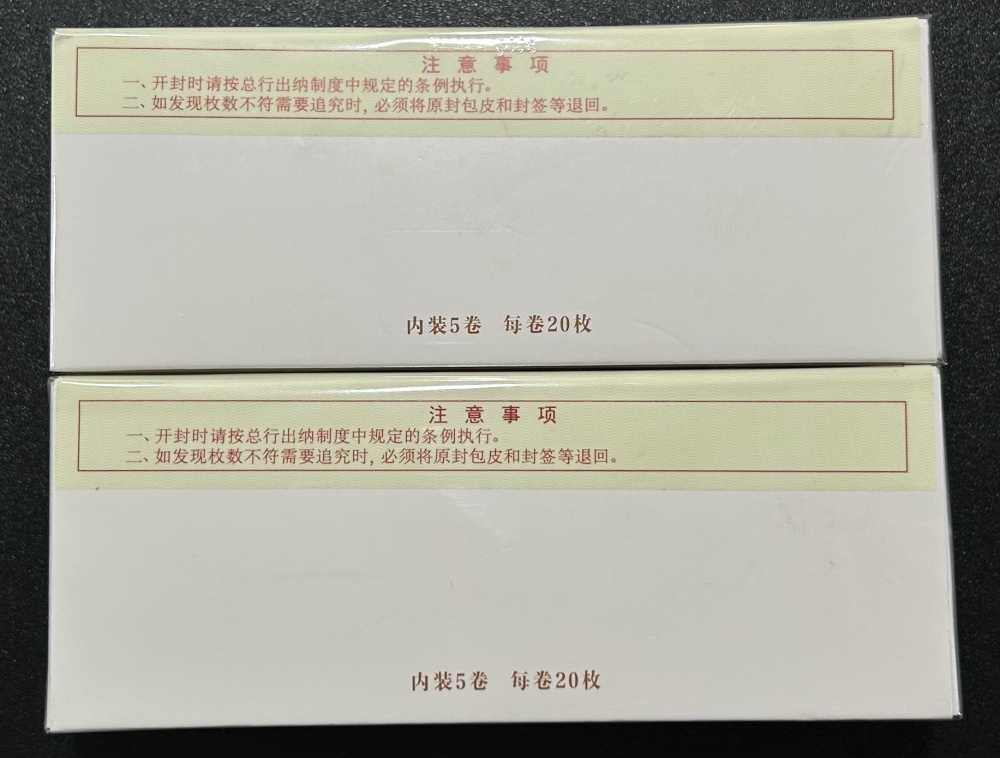 注意事项
一、开封时请按总行出纳制度中规定的条例执行。
二、如发现枚数不符需要追究时，必须将原封包皮和封签等退回。
内装5卷 每卷20枚
注意事项
一、开封时请按总行出纳制度中规定的条例执行。
二、如发现枚数不符需要追究时，必须将原封包皮和封签等退回。
内装5卷 每卷20枚